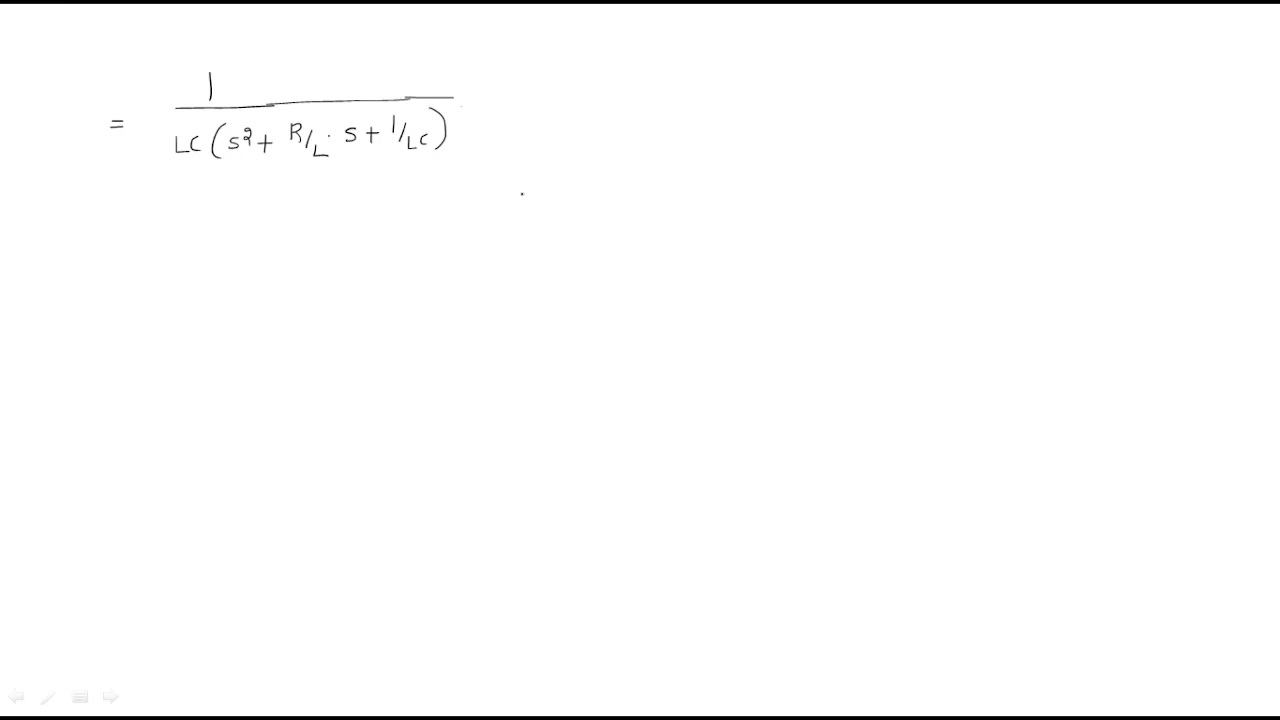 1
= LC(s² + R/L · s + 1/LC)